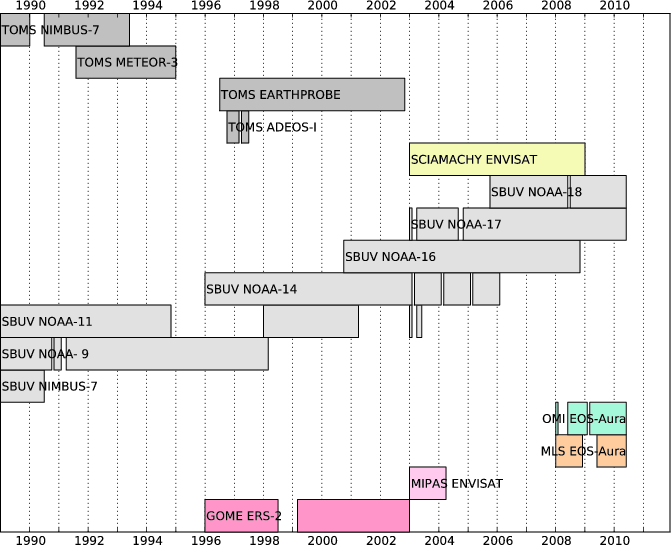 1990 1992 1994 1996 1998 2000 2002 2004 2006 2008 2010
TOMS NIMBUS-7
TOMS METEOR-3
TOMS EARTHPROBE
TOMS ADEOS-I
SCIAMACHY ENVISAT
SBUV NOAA-18
SBUV NOAA-17
SBUV NOAA-16
SBUV NOAA-14
SBUV NOAA-11
SBUV NOAA- 9
SBUV NIMBUS-7
OMI EOS-Aura
MLS EOS-Aura
MIPAS ENVISAT
GOME ERS-2
1990 1992 1994 1996 1998 2000 2002 2004 2006 2008 2010